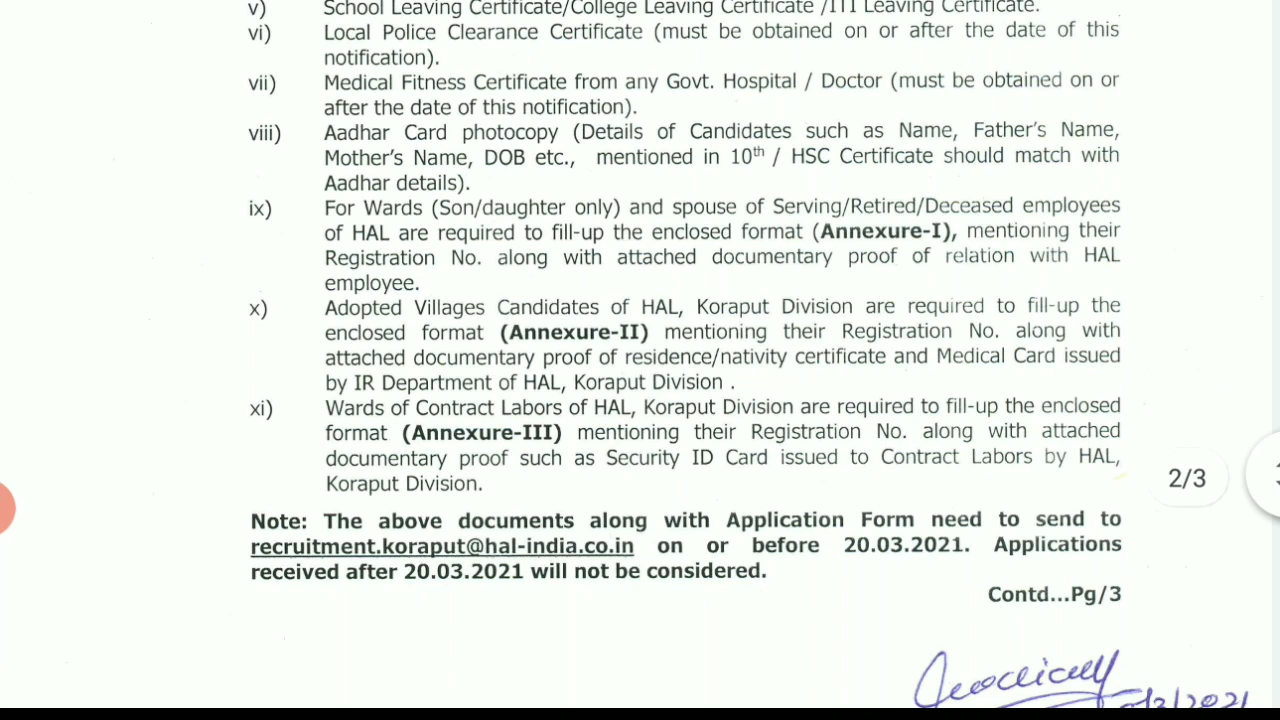 v) School Leaving Certificate/College Leaving Certificate /ITI Leaving Certificate.
vi) Local Police Clearance Certificate (must be obtained on or after the date of this
notification).
vii) Medical Fitness Certificate from any Govt. Hospital / Doctor (must be obtained on or
after the date of this notification).
viii) Aadhar Card photocopy (Details of Candidates such as Name, Father's Name,
Mother's Name, DOB etc., mentioned in 10th / HSC Certificate should match with
Aadhar details).
ix) For Wards (Son/daughter only) and spouse of Serving/Retired/Deceased employees
of HAL are required to fill-up the enclosed format (Annexure-I), mentioning their
Registration No. along with attached documentary proof of relation with HAL
employee.
x) Adopted Villages Candidates of HAL, Koraput Division are required to fill-up the
enclosed format (Annexure-II) mentioning their Registration No. along with
attached documentary proof of residence/nativity certificate and Medical Card issued
by IR Department of HAL, Koraput Division .
xi) Wards of Contract Labors of HAL, Koraput Division are required to fill-up the enclosed
format (Annexure-III) mentioning their Registration No. along with attached
documentary proof such as Security ID Card issued to Contract Labors by HAL,
Koraput Division.
2/3
Note: The above documents along with Application Form need to send to
recruitment.koraput@hal-india.co.in on or before 20.03.2021. Applications
received after 20.03.2021 will not be considered.
Contd...Pg/3